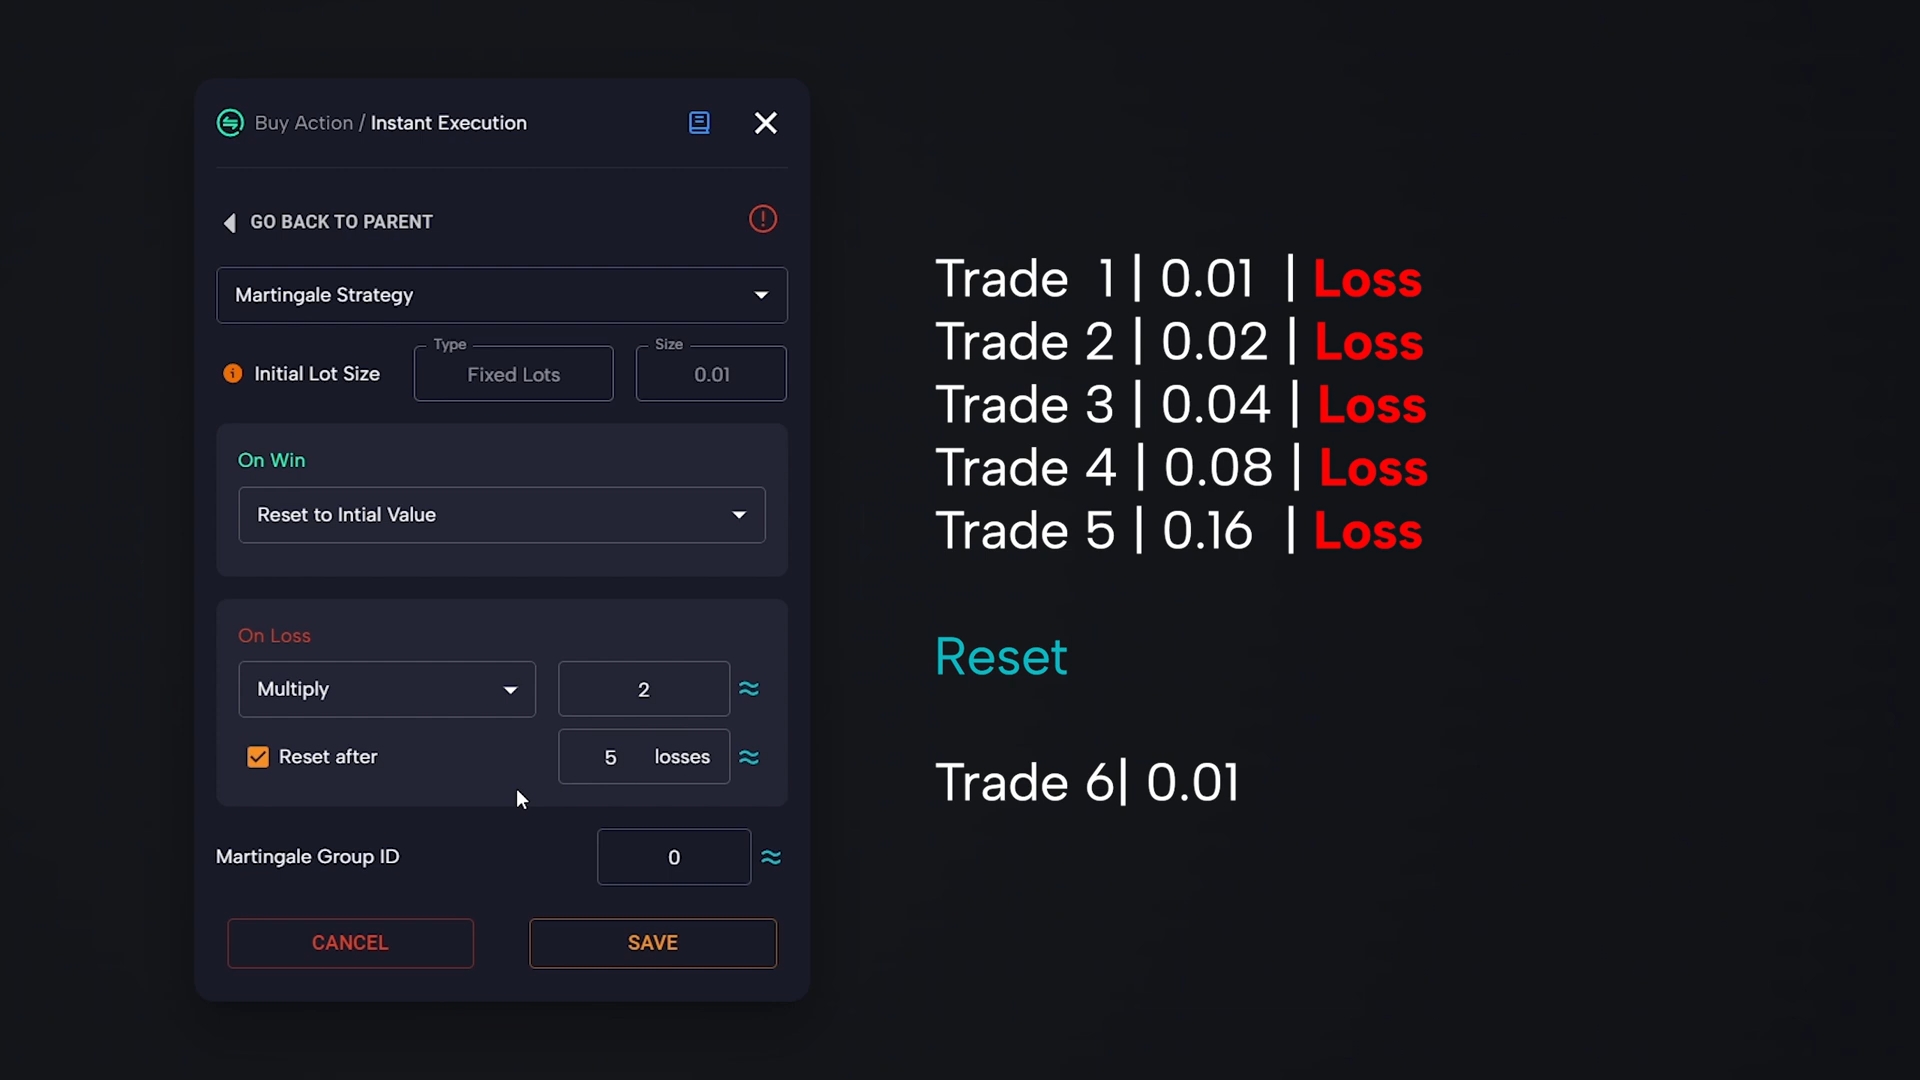 Buy Action / Instant Execution
GO BACK TO PARENT
Martingale Strategy
Initial Lot Size
Type
Fixed Lots
Size
0.01
On Win
Reset to Intial Value
On Loss
Multiply
2
Reset after
5 losses
Martingale Group ID
0
CANCEL
SAVE
Trade 1 | 0.01 | Loss
Trade 2 | 0.02 | Loss
Trade 3 | 0.04 | Loss
Trade 4 | 0.08 | Loss
Trade 5 | 0.16 | Loss
Reset
Trade 6| 0.01